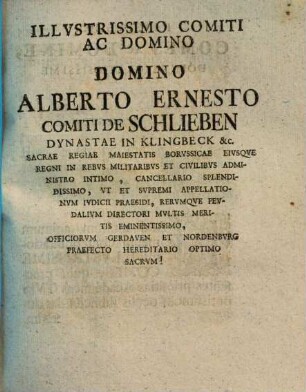 ILLVSTRISSIMO COMITI
AC DOMINO
DOMINO
ALBERTO ERNESTO
COMITI DE SCHLIEBEN
DYNASTAE IN KLINGBECK &c.
SACRAE REGIAE MAIESTATIS BORVSSICAE EIVSQVE
REGNI IN REBVS MILITARIBVS ET CIVILIBVS ADMI-
NISTRO INTIMO, CANCELLARIO SPLENDI-
DISSIMO, VT ET SVPREMI APPELLATIO-
NVM IVDICII PRAESIDI, RERVMQVE FEV-
DALIVM DIRECTORI MVLTIS MERI-
TIS EMINENTISSIMO,
OFFICIORVM GERDAVEN ET NORDENBVRG
PRAEFECTO HEREDITARIO OPTIMO
SACRVM!